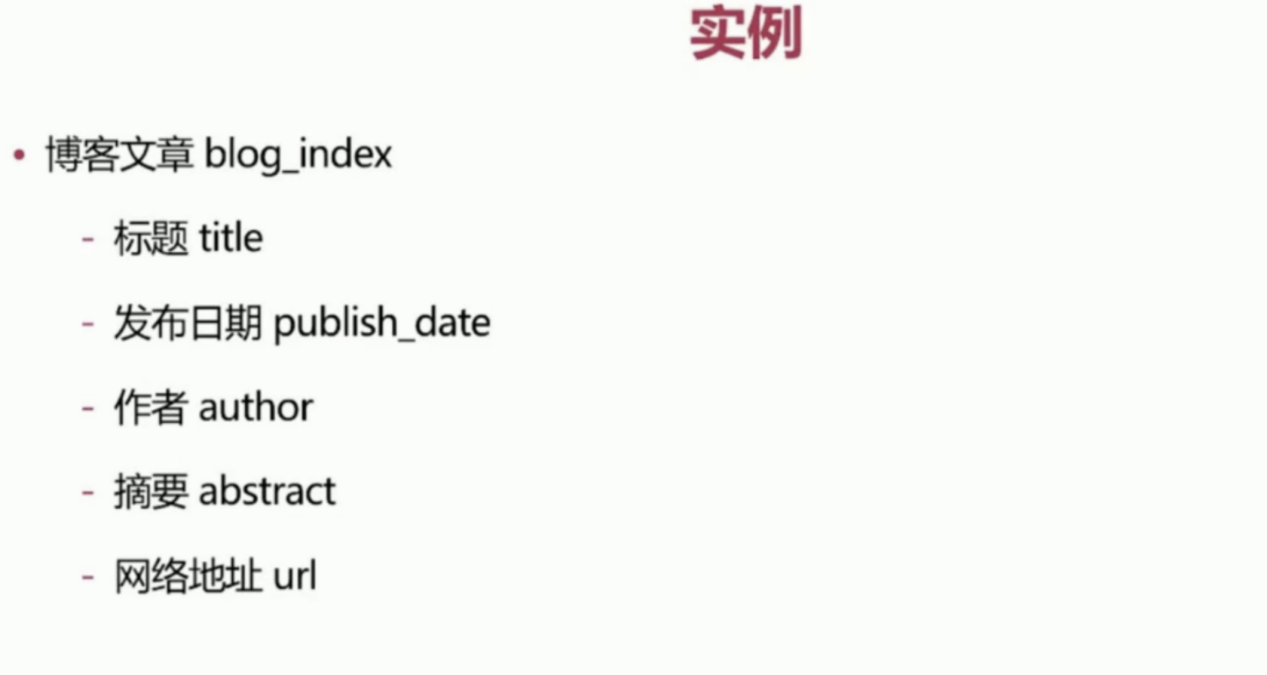 实例
• 博客文章 blog_index
- 标题 title
- 发布日期 publish_date
- 作者 author
- 摘要 abstract
- 网络地址 url